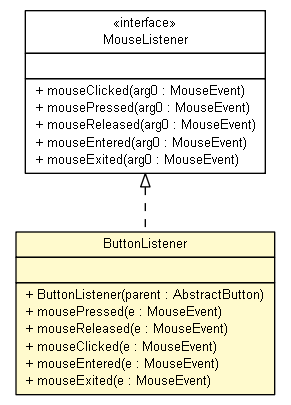 «interface»
MouseListener
+ mouseClicked(arg0 : MouseEvent)
+ mousePressed(arg0 : MouseEvent)
+ mouseReleased(arg0 : MouseEvent)
+ mouseEntered(arg0 : MouseEvent)
+ mouseExited(arg0 : MouseEvent)
ButtonListener
+ ButtonListener(parent : AbstractButton)
+ mousePressed(e : MouseEvent)
+ mouseReleased(e : MouseEvent)
+ mouseClicked(e : MouseEvent)
+ mouseEntered(e : MouseEvent)
+ mouseExited(e : MouseEvent)